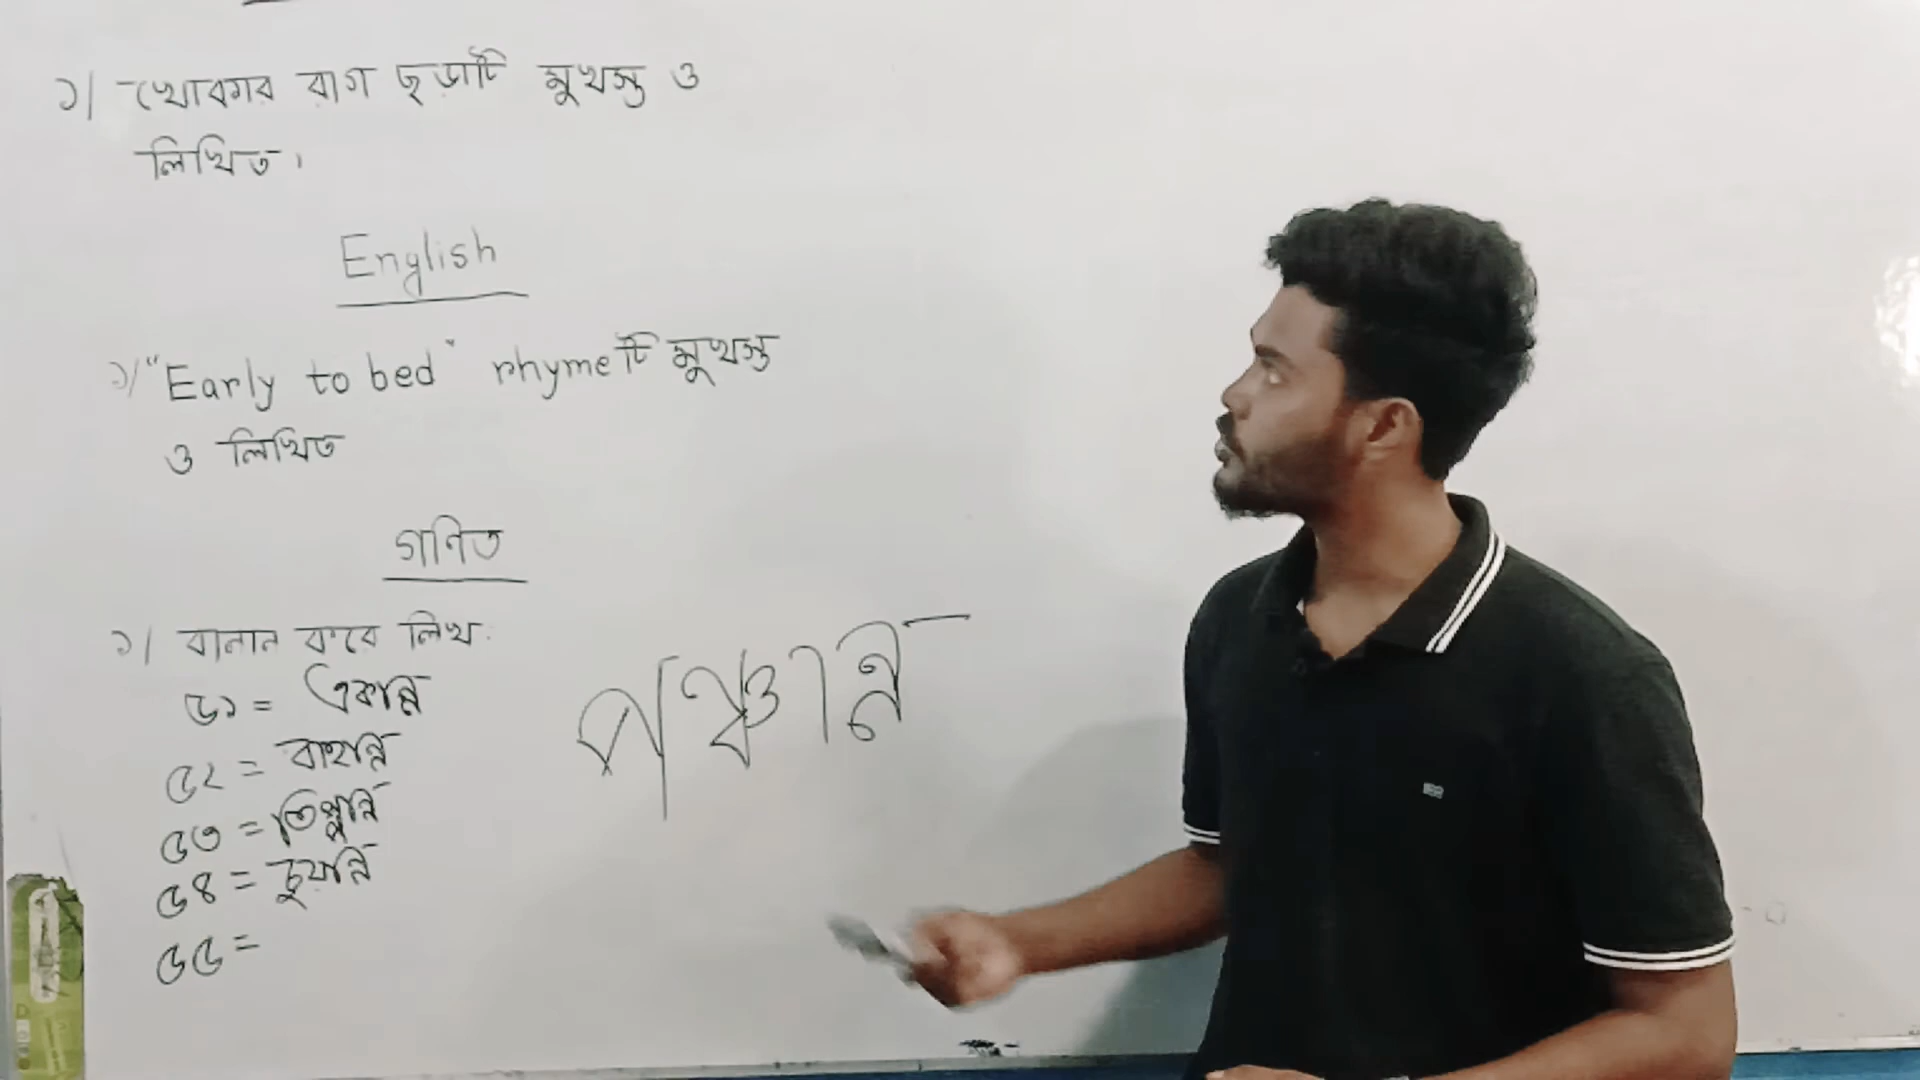 ১/ খোকার রাগ ছড়াটি মুখস্ত ও
লিখিত।
English
১/ "Early to bed" rhyme টি মুখস্ত
ও লিখিত
গণিত
১/ বানান করে লিখ:
৫১ = একান্ন
৫২ = বাহান্ন
৫৩ = তিপ্পান্ন
৫৪ = চুয়ান্ন
৫৫ =
পঞ্চান্ন